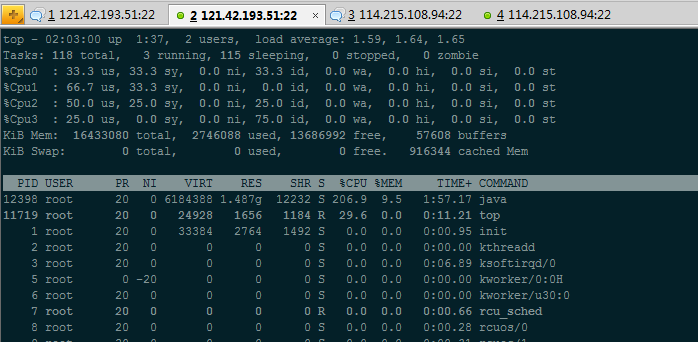 1 121.42.193.51:22 2 121.42.193.51:22 × 3 114.215.108.94:22 4 114.215.108.94:22
top - 02:03:00 up  1:37,  2 users,  load average: 1.59, 1.64, 1.65
Tasks: 118 total,   3 running, 115 sleeping,   0 stopped,   0 zombie
%Cpu0  : 33.3 us, 33.3 sy,  0.0 ni, 33.3 id,  0.0 wa,  0.0 hi,  0.0 si,  0.0 st
%Cpu1  : 66.7 us, 33.3 sy,  0.0 ni,  0.0 id,  0.0 wa,  0.0 hi,  0.0 si,  0.0 st
%Cpu2  : 50.0 us, 25.0 sy,  0.0 ni, 25.0 id,  0.0 wa,  0.0 hi,  0.0 si,  0.0 st
%Cpu3  : 25.0 us,  0.0 sy,  0.0 ni, 75.0 id,  0.0 wa,  0.0 hi,  0.0 si,  0.0 st
KiB Mem:  16433080 total,  2746088 used, 13686992 free,    57608 buffers
KiB Swap:        0 total,        0 used,        0 free.   916344 cached Mem
PID USER      PR  NI    VIRT    RES    SHR S  %CPU %MEM     TIME+ COMMAND
12398 root      20   0 6184388 1.487g  12232 S 206.9  9.5   1:57.17 java
11719 root      20   0   24928   1656   1184 R  29.6  0.0   0:11.21 top
1 root      20   0   33384   2764   1492 S   0.0  0.0   0:00.95 init
2 root      20   0       0      0      0 S   0.0  0.0   0:00.00 kthreadd
3 root      20   0       0      0      0 S   0.0  0.0   0:06.89 ksoftirqd/0
5 root       0 -20       0      0      0 S   0.0  0.0   0:00.00 kworker/0:0H
6 root      20   0       0      0      0 S   0.0  0.0   0:00.00 kworker/u30:0
7 root      20   0       0      0      0 R   0.0  0.0   0:00.66 rcu_sched
8 root      20   0       0      0      0 S   0.0  0.0   0:00.28 rcuos/0